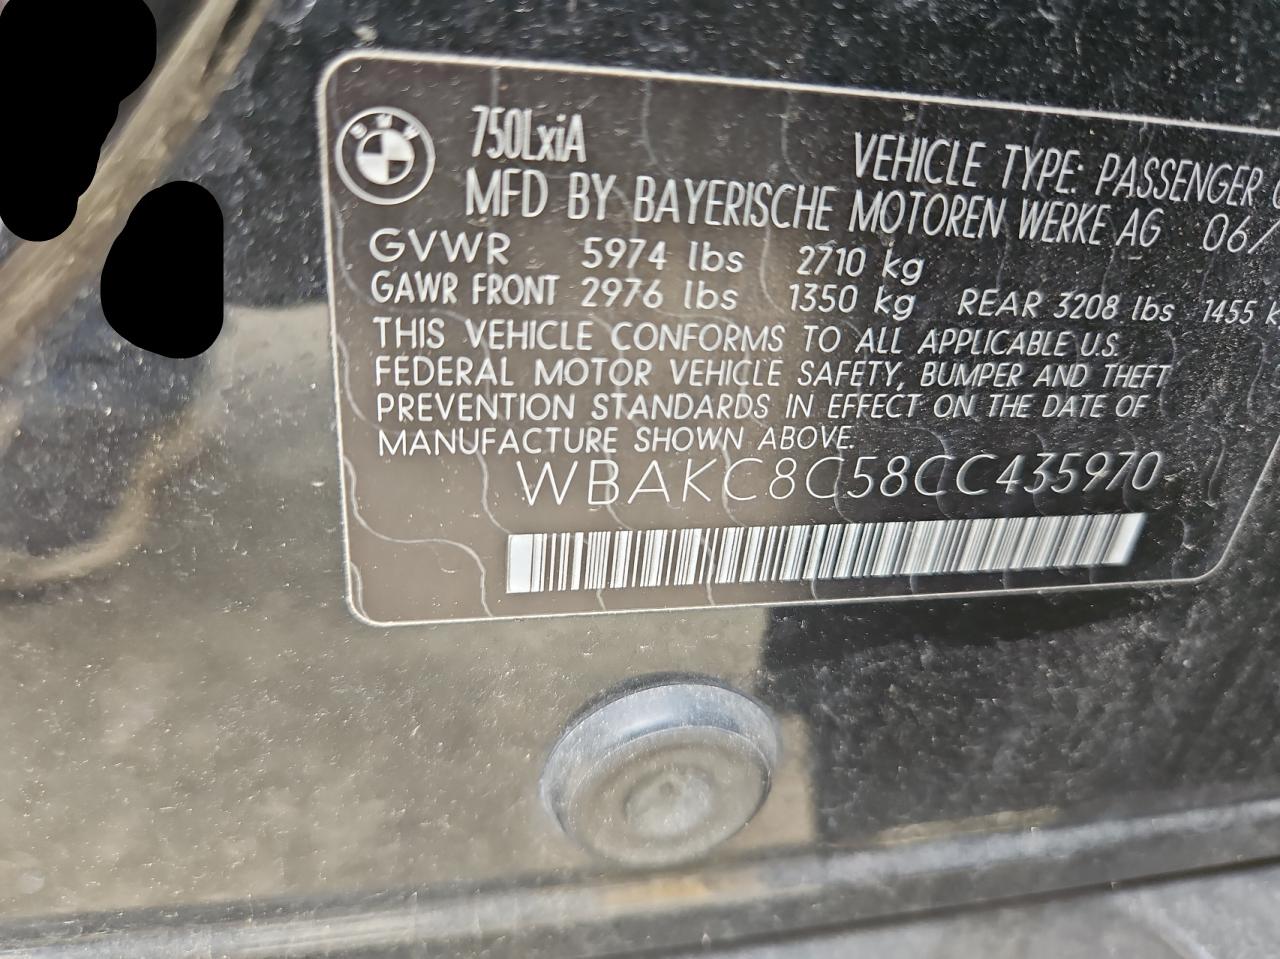 BMW
750LxiA VEHICLE TYPE: PASSENGER
MFD BY BAYERISCHE MOTOREN WERKE AG 06/
GVWR 5974 lbs 2710 kg
GAWR FRONT 2976 lbs 1350 kg REAR 3208 lbs 1455 k
THIS VEHICLE CONFORMS TO ALL APPLICABLE U.S.
FEDERAL MOTOR VEHICLE SAFETY, BUMPER AND THEFT
PREVENTION STANDARDS IN EFFECT ON THE DATE OF
MANUFACTURE SHOWN ABOVE.
WBAKC8C58CC435970